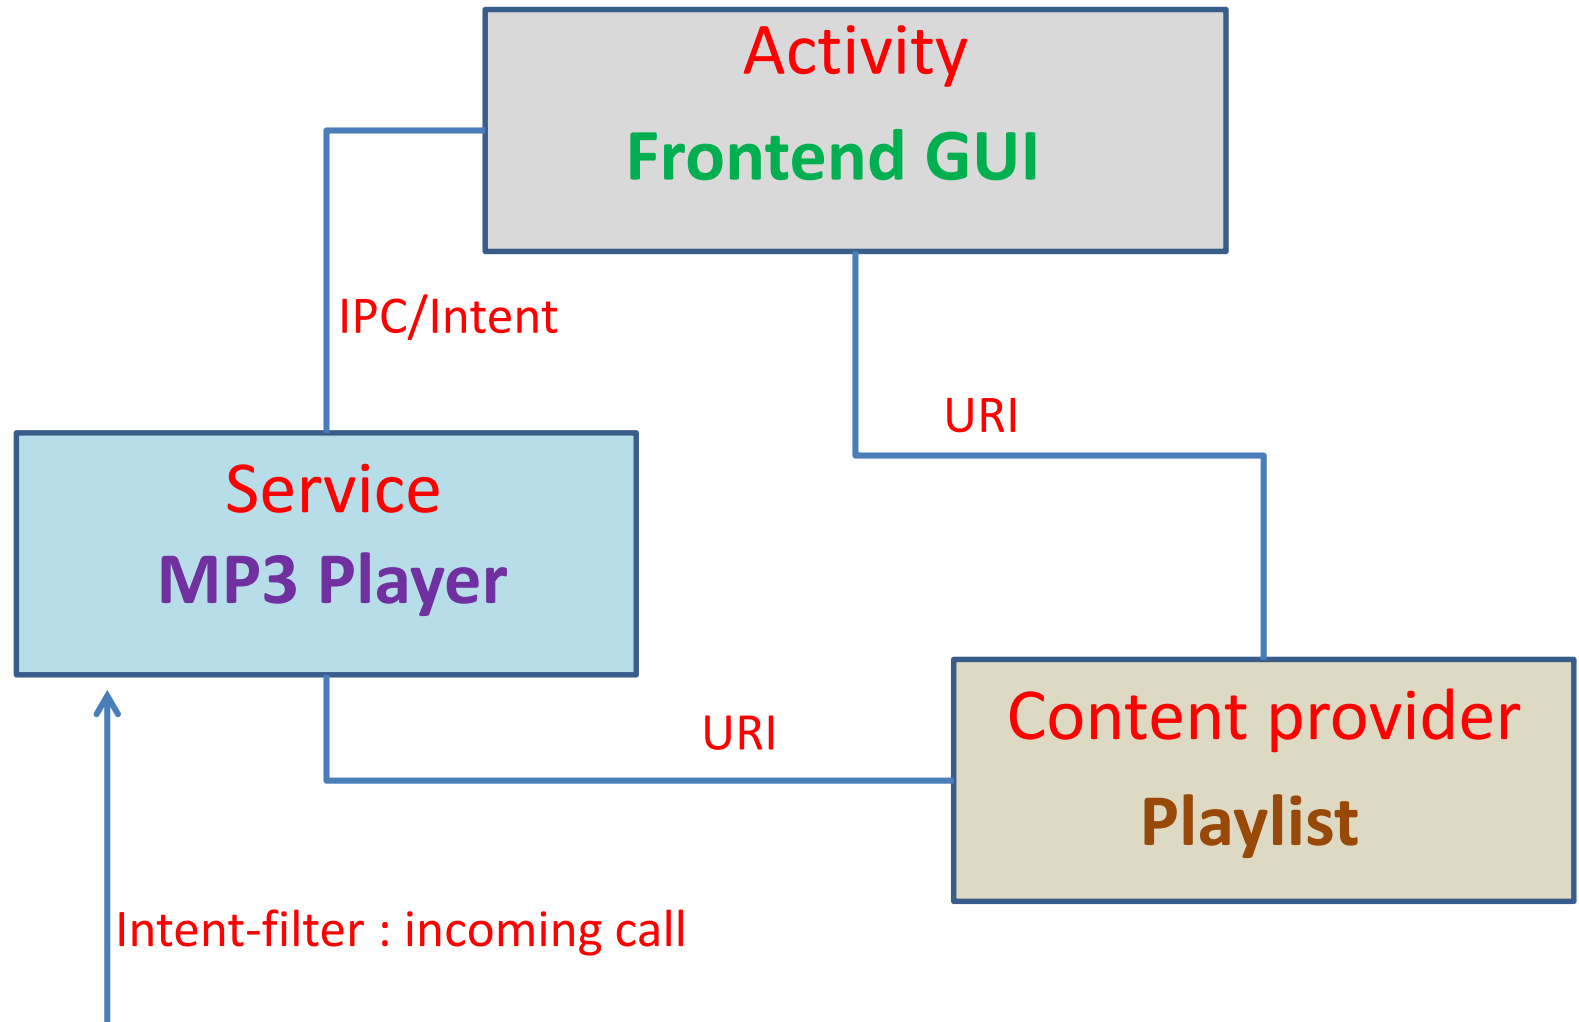 Activity
Frontend GUI
IPC/Intent
URI
Service
MP3 Player
Content provider
Playlist
URI
Intent-filter : incoming call